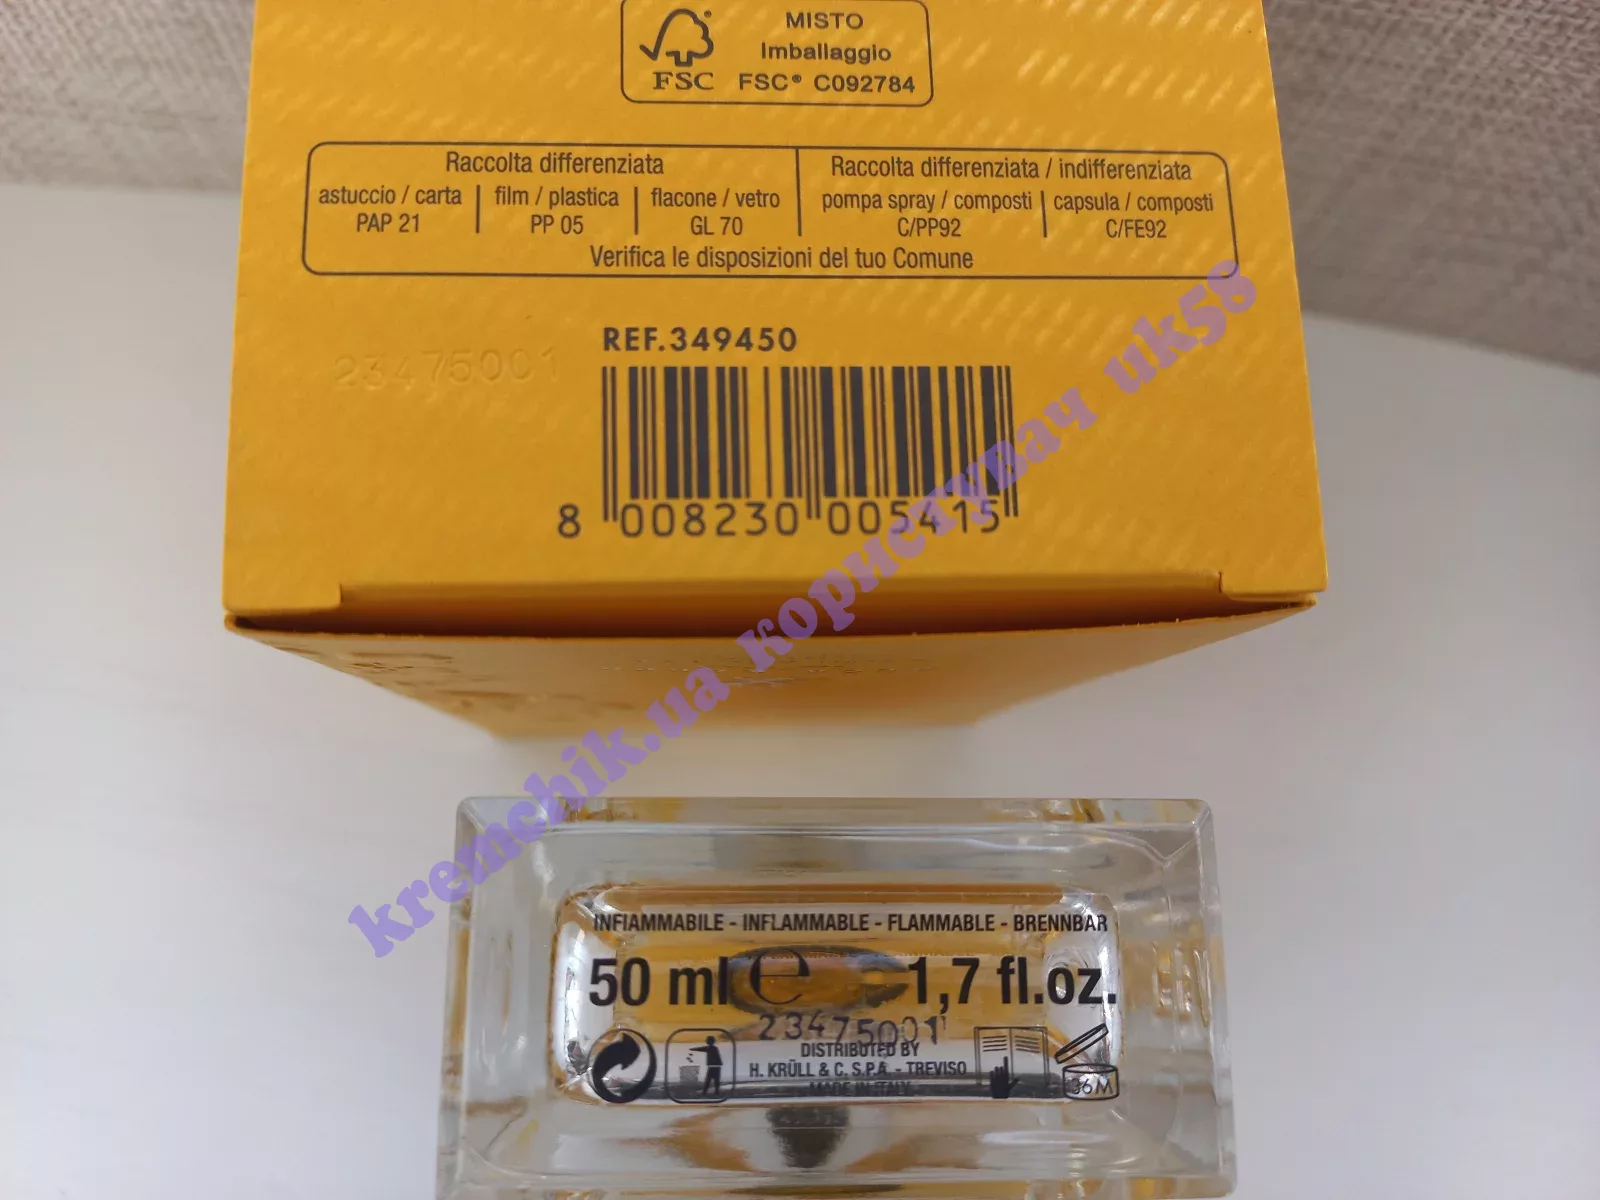 MISTO
Imballaggio
FSC FSC® C092784
Raccolta differenziata
astuccio / carta | film / plastica | flacone / vetro
PAP 21 PP 05 GL 70
Raccolta differenziata / indifferenziata
pompa spray / composti | capsula / composti
C/PP92 C/FE92
Verifica le disposizioni del tuo Comune
REF.349450
23475001
8 008230 005415
kremchik.ua користувач uk58
INFIAMMABILE - INFLAMMABLE - FLAMMABLE - BRENNBAR
50 ml e 1,7 fl.oz.
23475001
DISTRIBUTED BY
H. KRÜLL & C. S.P.A. - TREVISO
MADE IN ITALY
36M